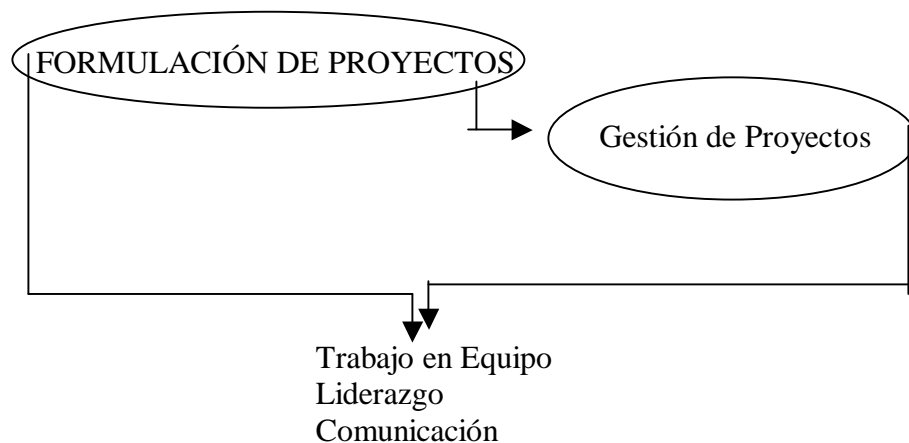 FORMULACIÓN DE PROYECTOS
Gestión de Proyectos
Trabajo en Equipo
Liderazgo
Comunicación